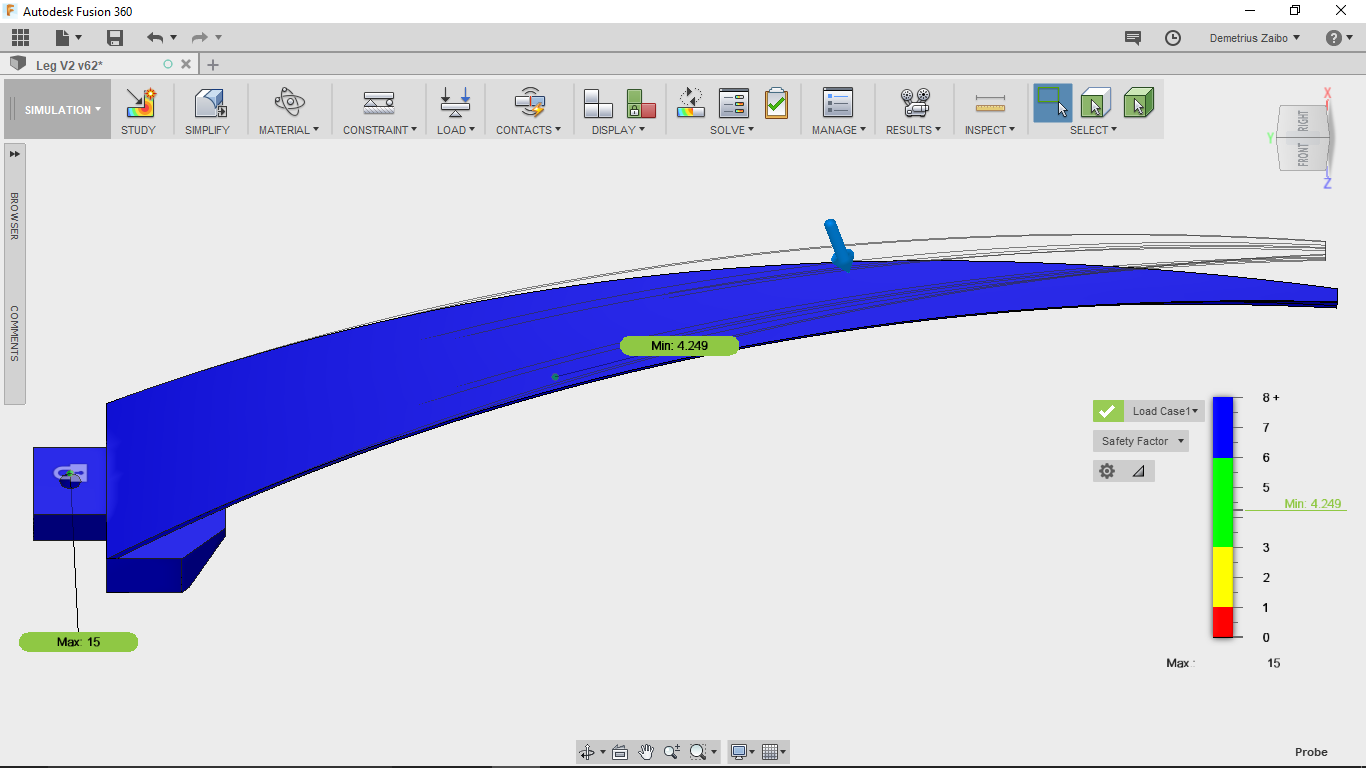 Autodesk Fusion 360
Demetrius Zaibo
Leg V2 v62*
SIMULATION
STUDY
SIMPLIFY
MATERIAL
CONSTRAINT
LOAD
CONTACTS
DISPLAY
SOLVE
MANAGE
RESULTS
INSPECT
SELECT
X
Y
Z
RIGHT
FRONT
BROWSER
COMMENTS
Min: 4.249
Load Case1
Safety Factor
8 +
7
6
5
Min: 4.249
3
2
1
0
Max : 15
Max: 15
Probe